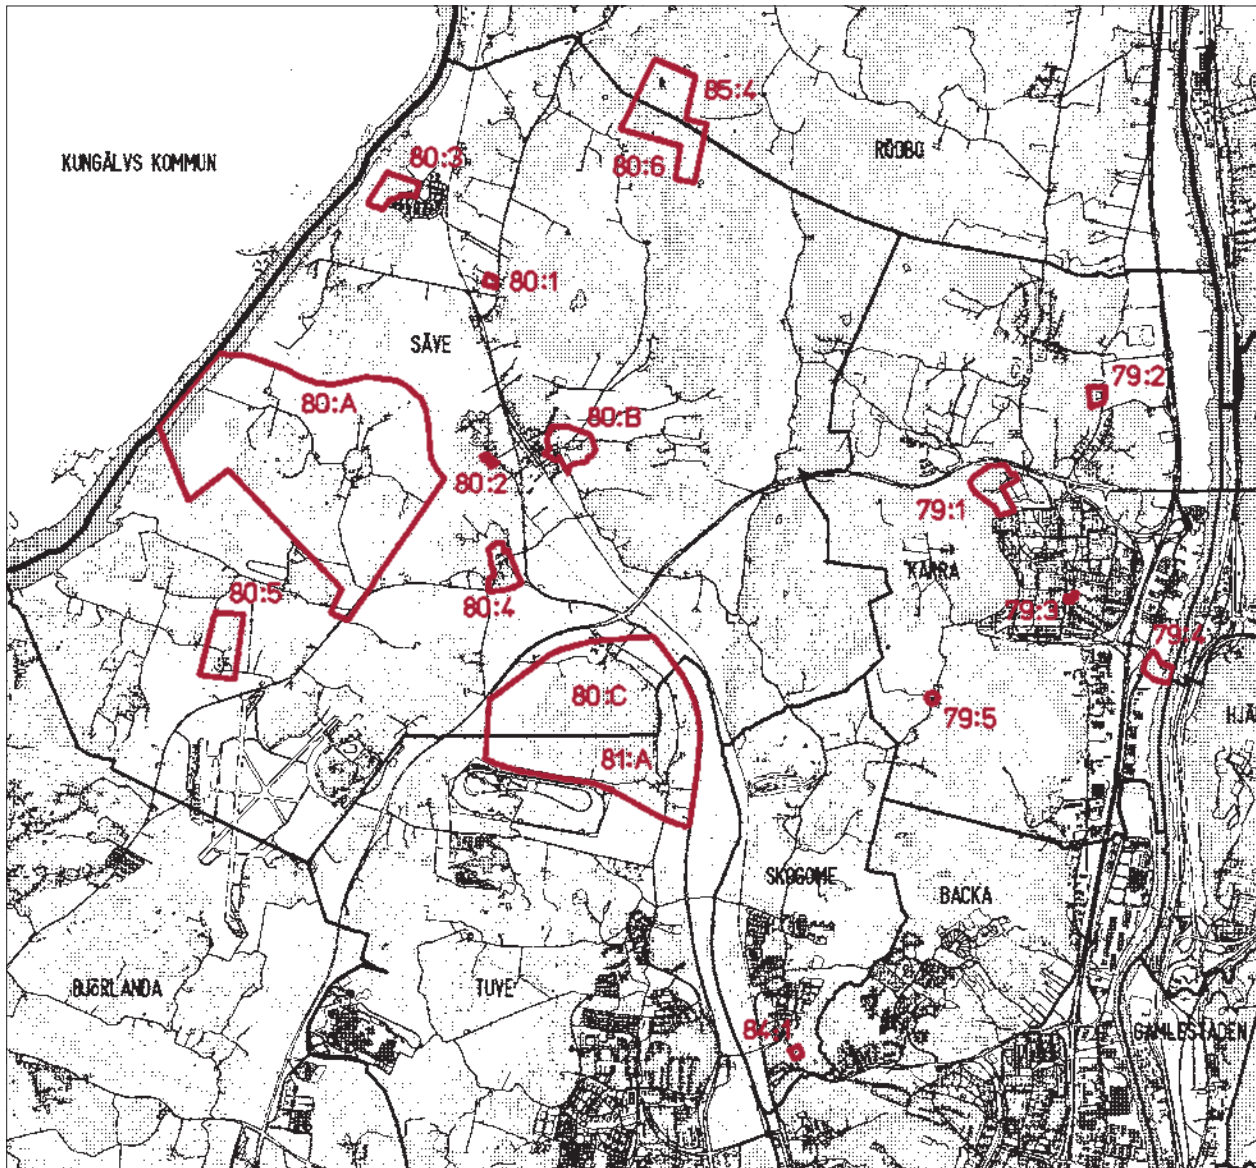 85:4
RÖDBO
KUNGÄLVS KOMMUN
80:3
80:6
80:1
SÄVE
79:2
80:A
80:B
80:2
79:1
KÄRRA
80:5
80:4
79:3
79:4
80:C
79:5
81:A
SKOGOME
BACKA
BJÖRLANDA
TUVE
84:1
GAMLESTADEN
HJÄ